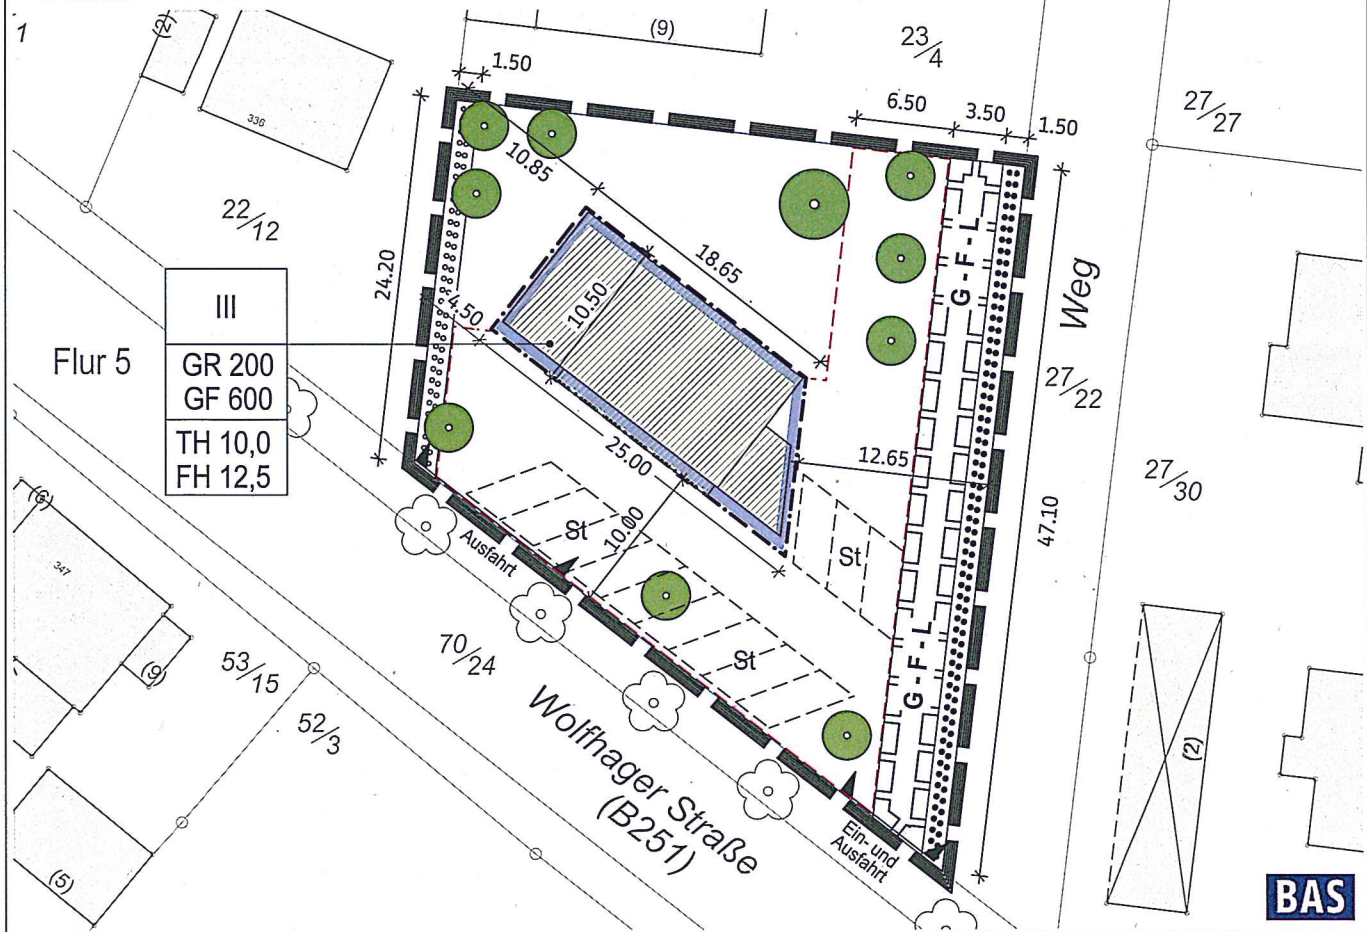 1
(2)
(9)
23/4
1.50
6.50
3.50
1.50
27/27
336
10.85
22/12
G - F - L
Weg
24.20
18.65
4.50
10.50
III
Flur 5
GR 200
GF 600
TH 10,0
FH 12,5
27/22
25.00
12.65
27/30
(6)
47.10
St
10.00
St
Ausfahrt
347
70/24
St
G - F - L
53/15
(9)
52/3
Wolfhager Straße
(B251)
(2)
Ein- und
Ausfahrt
(5)
BAS